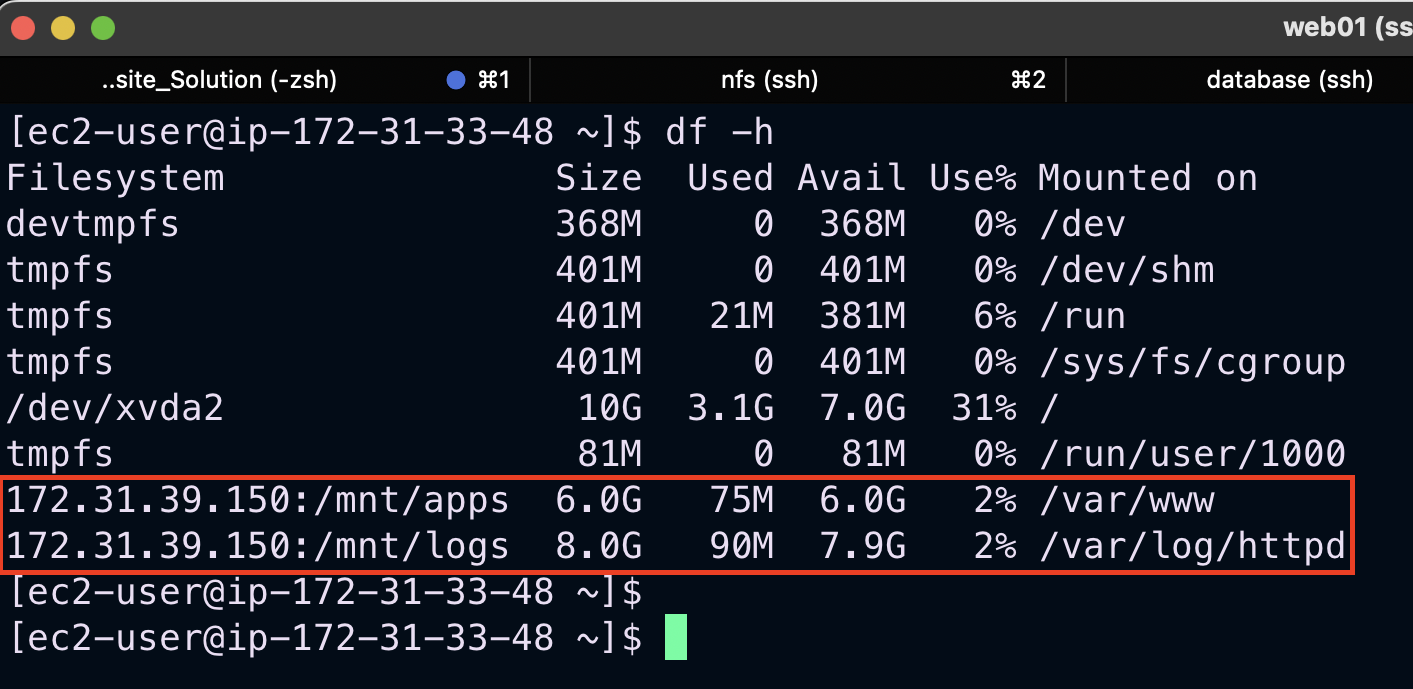 web01 (ss
..site_Solution (-zsh) ⌘1 nfs (ssh) ⌘2 database (ssh)
[ec2-user@ip-172-31-33-48 ~]$ df -h
Filesystem Size Used Avail Use% Mounted on
devtmpfs 368M 0 368M 0% /dev
tmpfs 401M 0 401M 0% /dev/shm
tmpfs 401M 21M 381M 6% /run
tmpfs 401M 0 401M 0% /sys/fs/cgroup
/dev/xvda2 10G 3.1G 7.0G 31% /
tmpfs 81M 0 81M 0% /run/user/1000
172.31.39.150:/mnt/apps 6.0G 75M 6.0G 2% /var/www
172.31.39.150:/mnt/logs 8.0G 90M 7.9G 2% /var/log/httpd
[ec2-user@ip-172-31-33-48 ~]$
[ec2-user@ip-172-31-33-48 ~]$